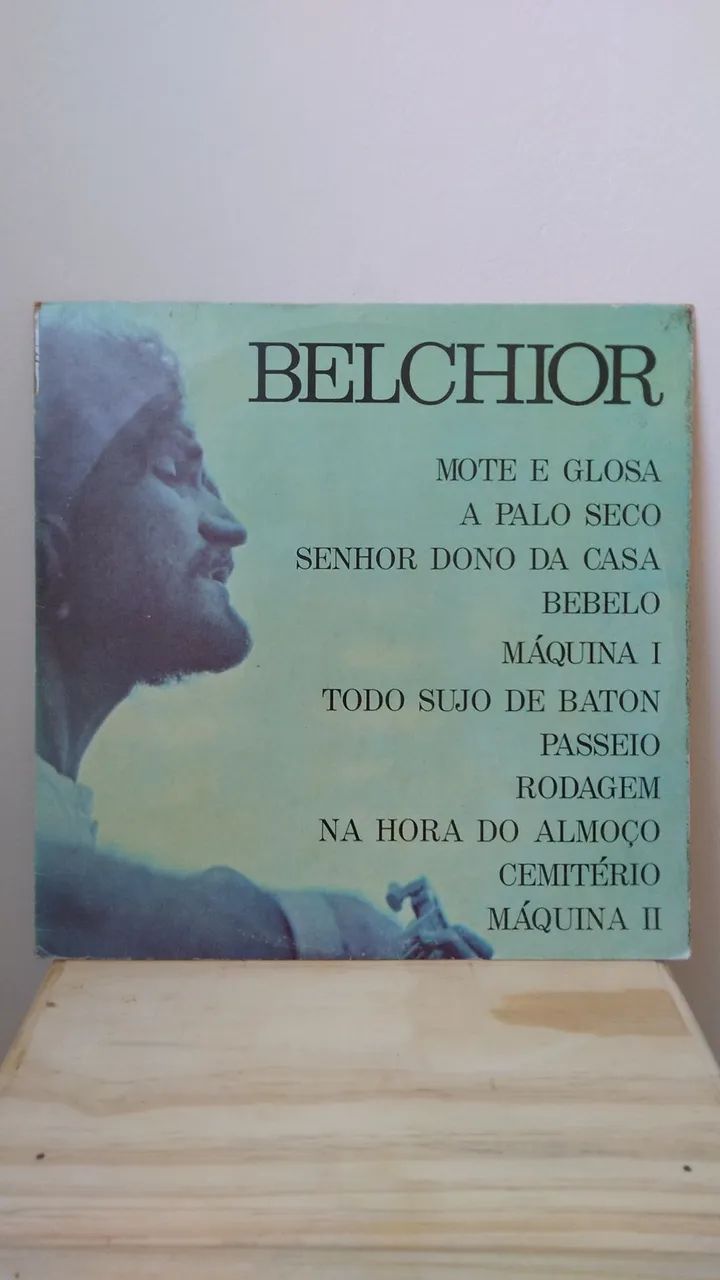 BELCHIOR
MOTE E GLOSA
A PALO SECO
SENHOR DONO DA CASA
BEBELO
MÁQUINA I
TODO SUJO DE BATON
PASSEIO
RODAGEM
NA HORA DO ALMOÇO
CEMITÉRIO
MÁQUINA II